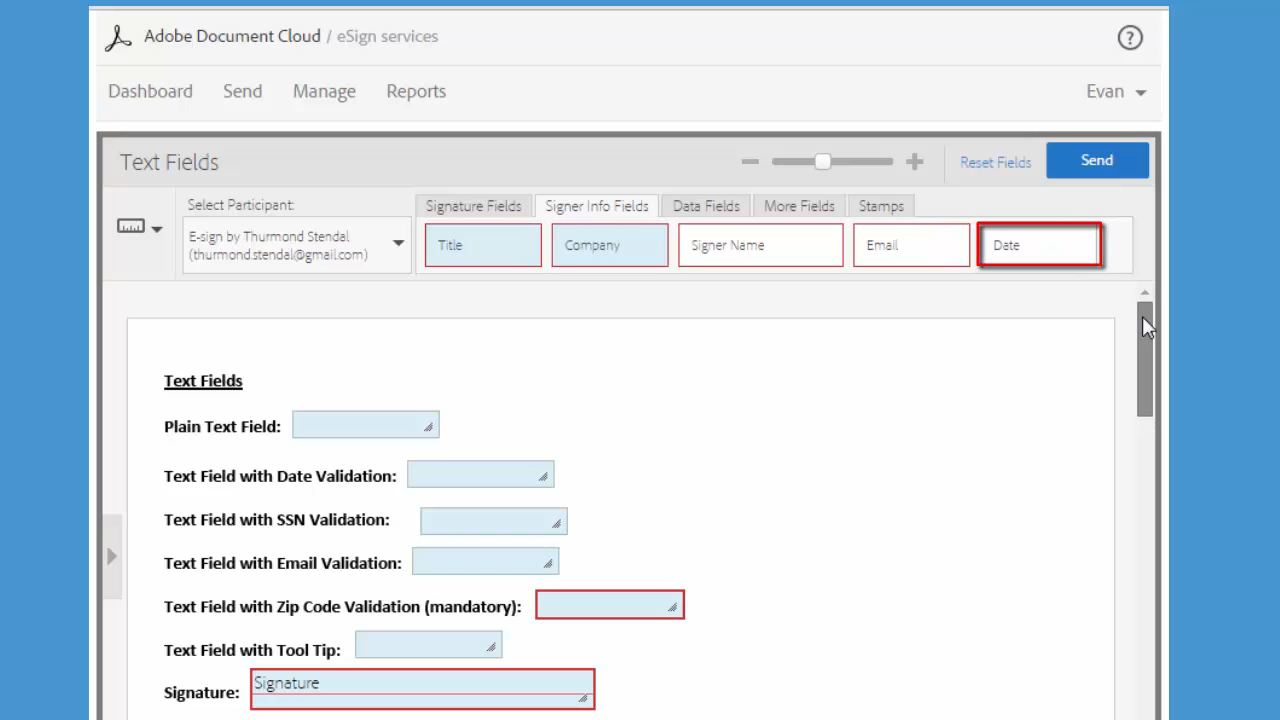 Adobe Document Cloud / eSign services ?
Dashboard Send Manage Reports Evan
Text Fields Reset Fields Send
Select Participant: Signature Fields Signer Info Fields Data Fields More Fields Stamps
E-sign by Thurmond Stendal
(thurmond.stendal@gmail.com)
Title Company Signer Name Email Date
Text Fields
Plain Text Field:
Text Field with Date Validation:
Text Field with SSN Validation:
Text Field with Email Validation:
Text Field with Zip Code Validation (mandatory):
Text Field with Tool Tip:
Signature: Signature